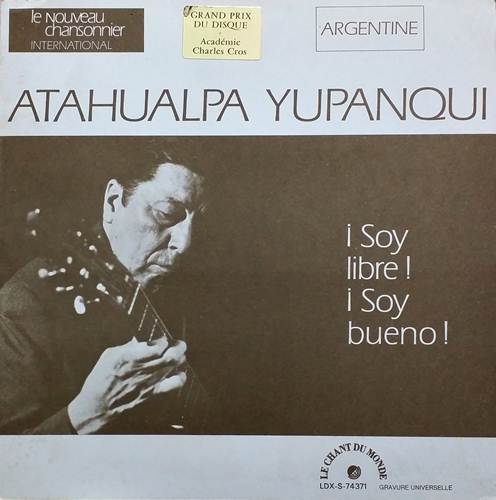 le NOUVEAU
chansonnier
INTERNATIONAL
GRAND PRIX
DU DISQUE
Académie
Charles Cros
ARGENTINE
ATAHUALPA YUPANQUI
¡ Soy
libre !
¡ Soy
bueno !
LE CHANT DU MONDE
LDX-S-74371
GRAVURE UNIVERSELLE